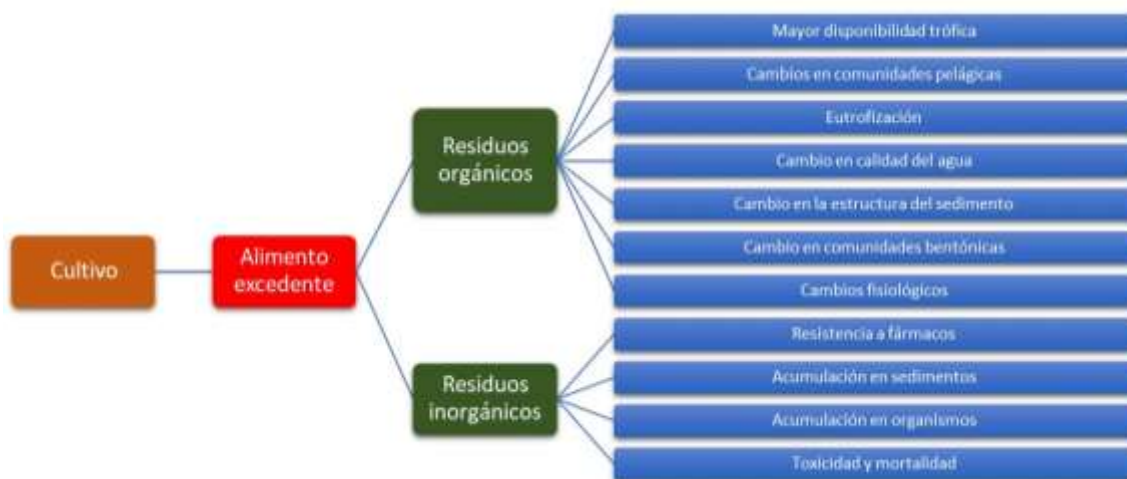 Cultivo
Alimento
excedente
Residuos
orgánicos
Mayor disponibilidad trófica
Cambios en comunidades pelágicas
Eutrofización
Cambio en calidad del agua
Cambio en la estructura del sedimento
Cambio en comunidades bentónicas
Cambios fisiológicos
Residuos
inorgánicos
Resistencia a fármacos
Acumulación en sedimentos
Acumulación en organismos
Toxicidad y mortalidad